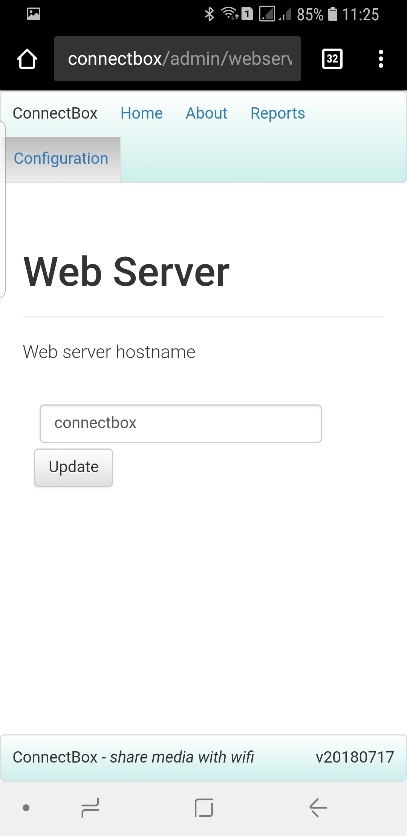 1 85% 11:25
connectbox/admin/webserv
32
ConnectBox Home About Reports
Configuration
Web Server
Web server hostname
connectbox
Update
ConnectBox - share media with wifi v20180717